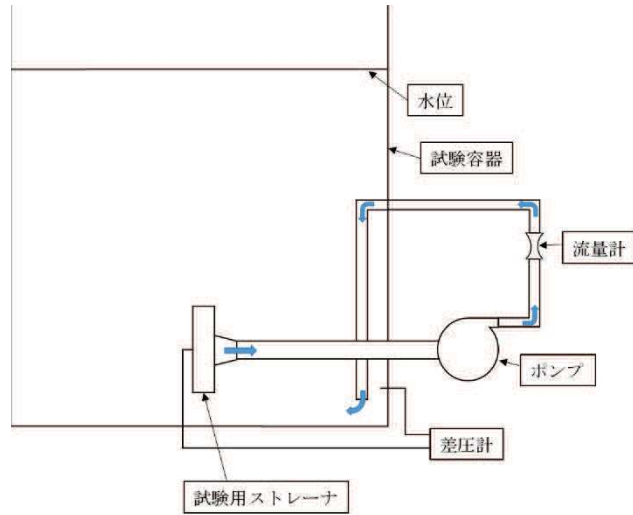 水位
試験容器
流量計
ポンプ
差圧計
試験用ストレーナ